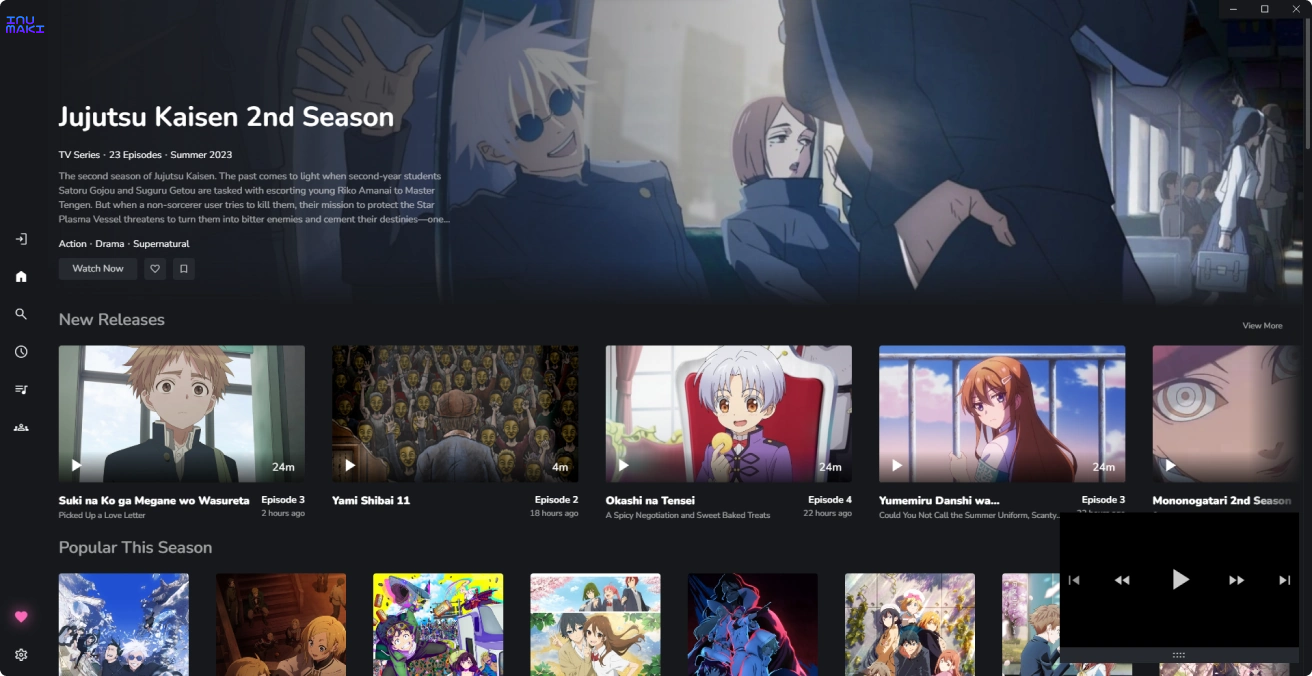 INU
MAKI
Jujutsu Kaisen 2nd Season
TV Series · 23 Episodes · Summer 2023
The second season of Jujutsu Kaisen. The past comes to light when second-year students
Satoru Gojou and Suguru Getou are tasked with escorting young Riko Amanai to Master
Tengen. But when a non-sorcerer user tries to kill them, their mission to protect the Star
Plasma Vessel threatens to turn them into bitter enemies and cement their destinies—one...
Action · Drama · Supernatural
Watch Now
New Releases
View More
24m
4m
24m
24m
Suki na Ko ga Megane wo Wasureta Episode 3
Picked Up a Love Letter 2 hours ago
Yami Shibai 11 Episode 2
18 hours ago
Okashi na Tensei Episode 4
A Spicy Negotiation and Sweet Baked Treats 22 hours ago
Yumemiru Danshi wa... Episode 3
Could You Not Call the Summer Uniform, Scanty... hours ago
Mononogatari 2nd Season
Popular This Season